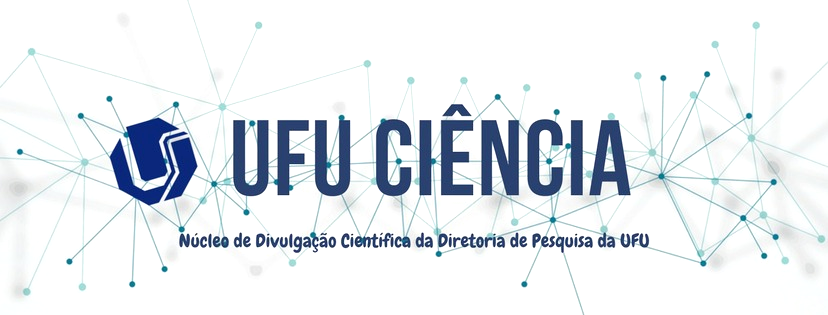 UFU CIÊNCIA
Núcleo de Divulgação Científica da Diretoria de Pesquisa da UFU